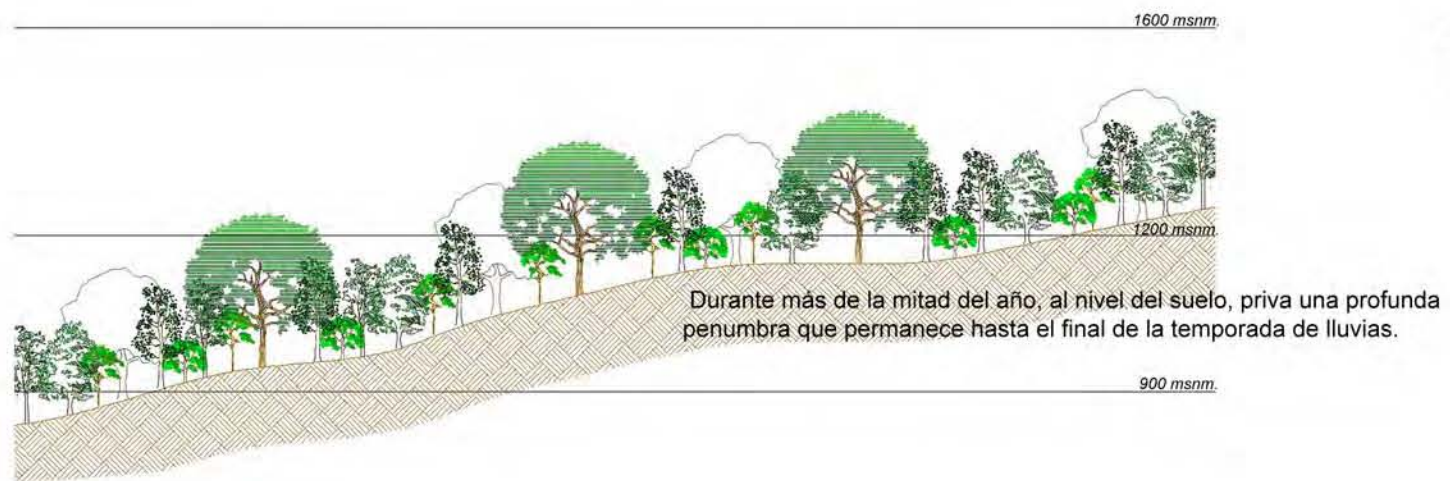 1600 msnm.
1200 msnm.
Durante más de la mitad del año, al nivel del suelo, priva una profunda
penumbra que permanece hasta el final de la temporada de lluvias.
900 msnm.